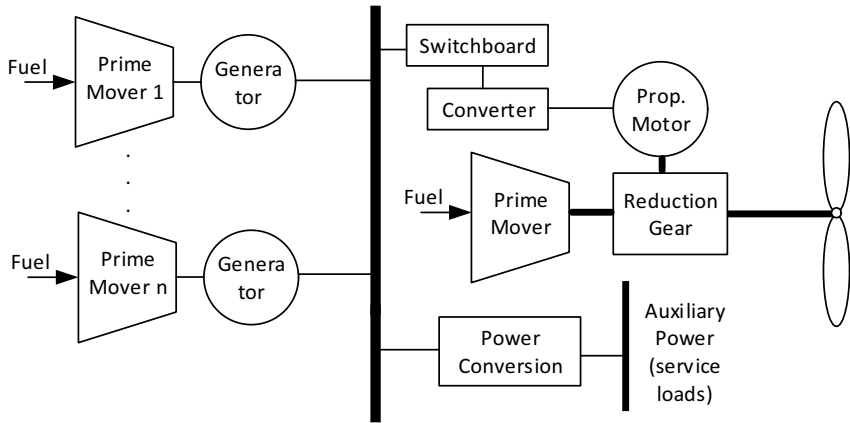 Fuel
Prime
Mover 1
Genera
tor
Fuel
Prime
Mover n
Genera
tor
Switchboard
Converter
Prop.
Motor
Fuel
Prime
Mover
Reduction
Gear
Power
Conversion
Auxiliary
Power
(service
loads)